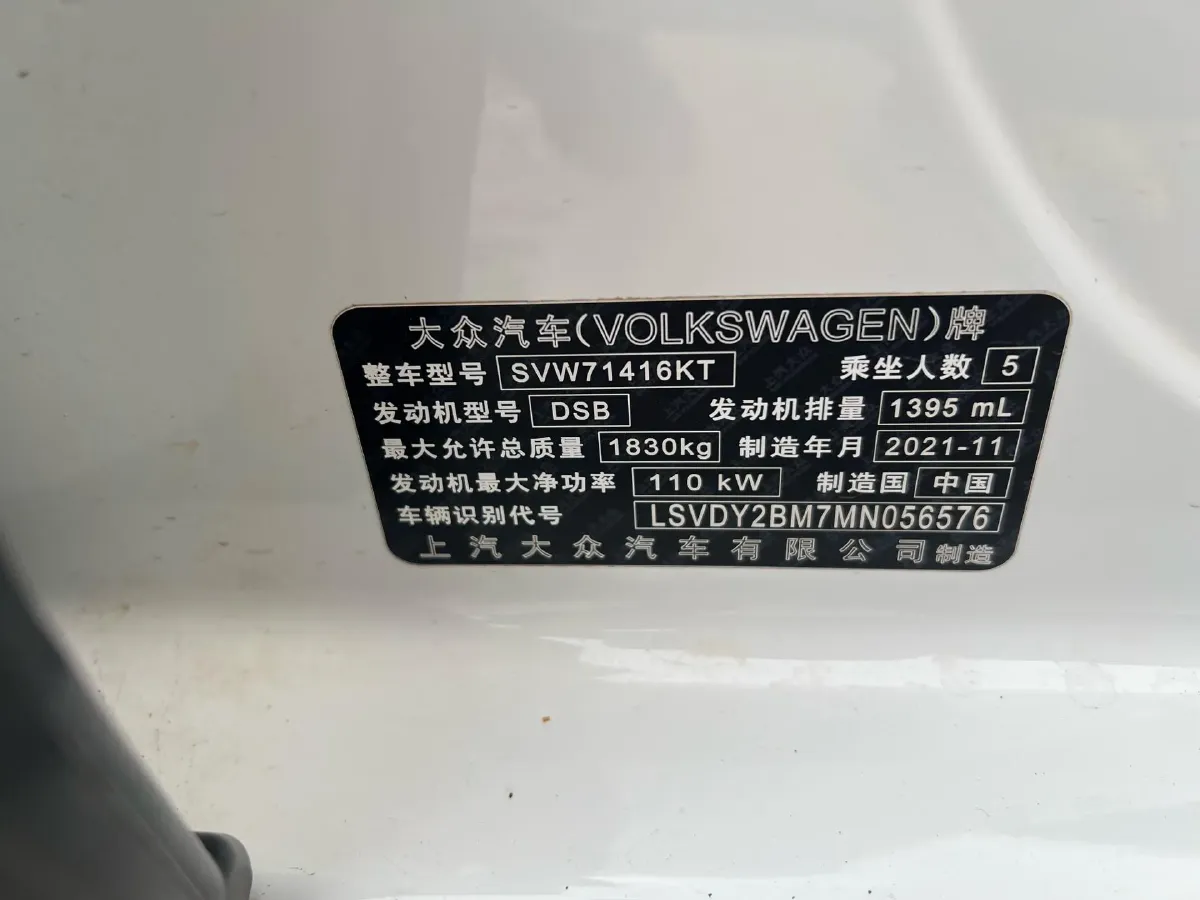 大众汽车(VOLKSWAGEN)牌
整车型号 SVW71416KT 乘坐人数 5
发动机型号 DSB 发动机排量 1395 mL
最大允许总质量 1830kg 制造年月 2021-11
发动机最大净功率 110 kW 制造国 中国
车辆识别代号 LSVDY2BM7MN056576
上汽大众汽车有限公司制造